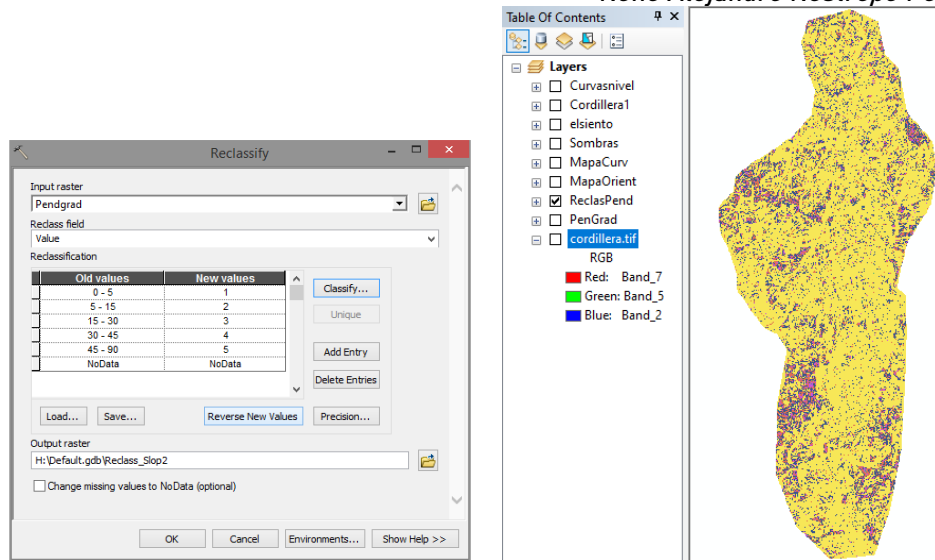 Table Of Contents
Layers
Curvasnivel
Cordillera1
elsiento
Sombras
MapaCurv
MapaOrient
ReclasPend
PenGrad
cordillera.tif
RGB
Red: Band_7
Green: Band_5
Blue: Band_2
Reclassify
Input raster
Pendgrad
Reclass field
Value
Reclassification
Old values New values
0 - 5 1
5 - 15 2
15 - 30 3
30 - 45 4
45 - 90 5
NoData NoData
Classify...
Unique
Add Entry
Delete Entries
Load... Save... Reverse New Values Precision...
Output raster
H:\Default.gdb\Reclass_Slop2
Change missing values to NoData (optional)
OK Cancel Environments... Show Help >>